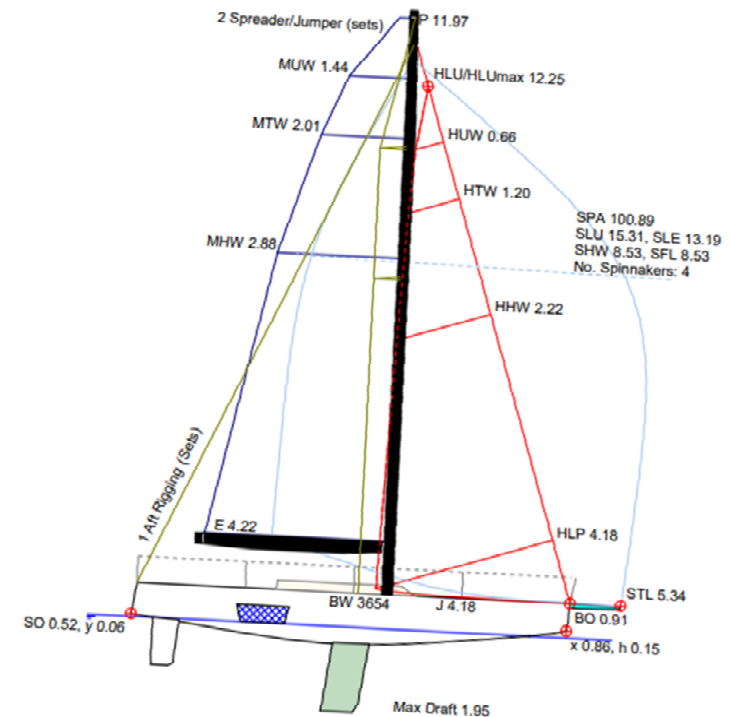 2 Spreader/Jumper (sets)
P 11.97
MUW 1.44
HLU/HLUmax 12.25
MTW 2.01
HUW 0.66
HTW 1.20
SPA 100.89
SLU 15.31, SLE 13.19
SHW 8.53, SFL 8.53
No. Spinnakers: 4
MHW 2.88
HHW 2.22
1 Aft Rigging (Sets)
E 4.22
HLP 4.18
STL 5.34
BW 3654
J 4.18
BO 0.91
SO 0.52, y 0.06
x 0.86, h 0.15
Max Draft 1.95